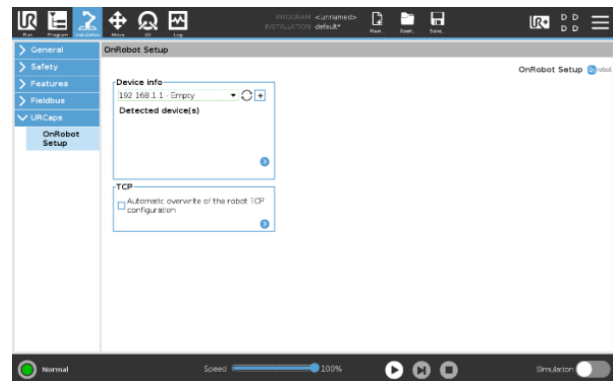 UR
Run
Program
Installation
Move
I/O
Log
PROGRAM <unnamed>
INSTALLATION default*
New...
Open...
Save...
UR+
D D
D D
General
Safety
Features
Fieldbus
URCaps
OnRobot
Setup
OnRobot Setup
OnRobot Setup
Device info
192.168.1.1 - Empty
Detected device(s)
TCP
Automatic overwrite of the robot TCP
configuration
Normal
Speed
100%
Simulation